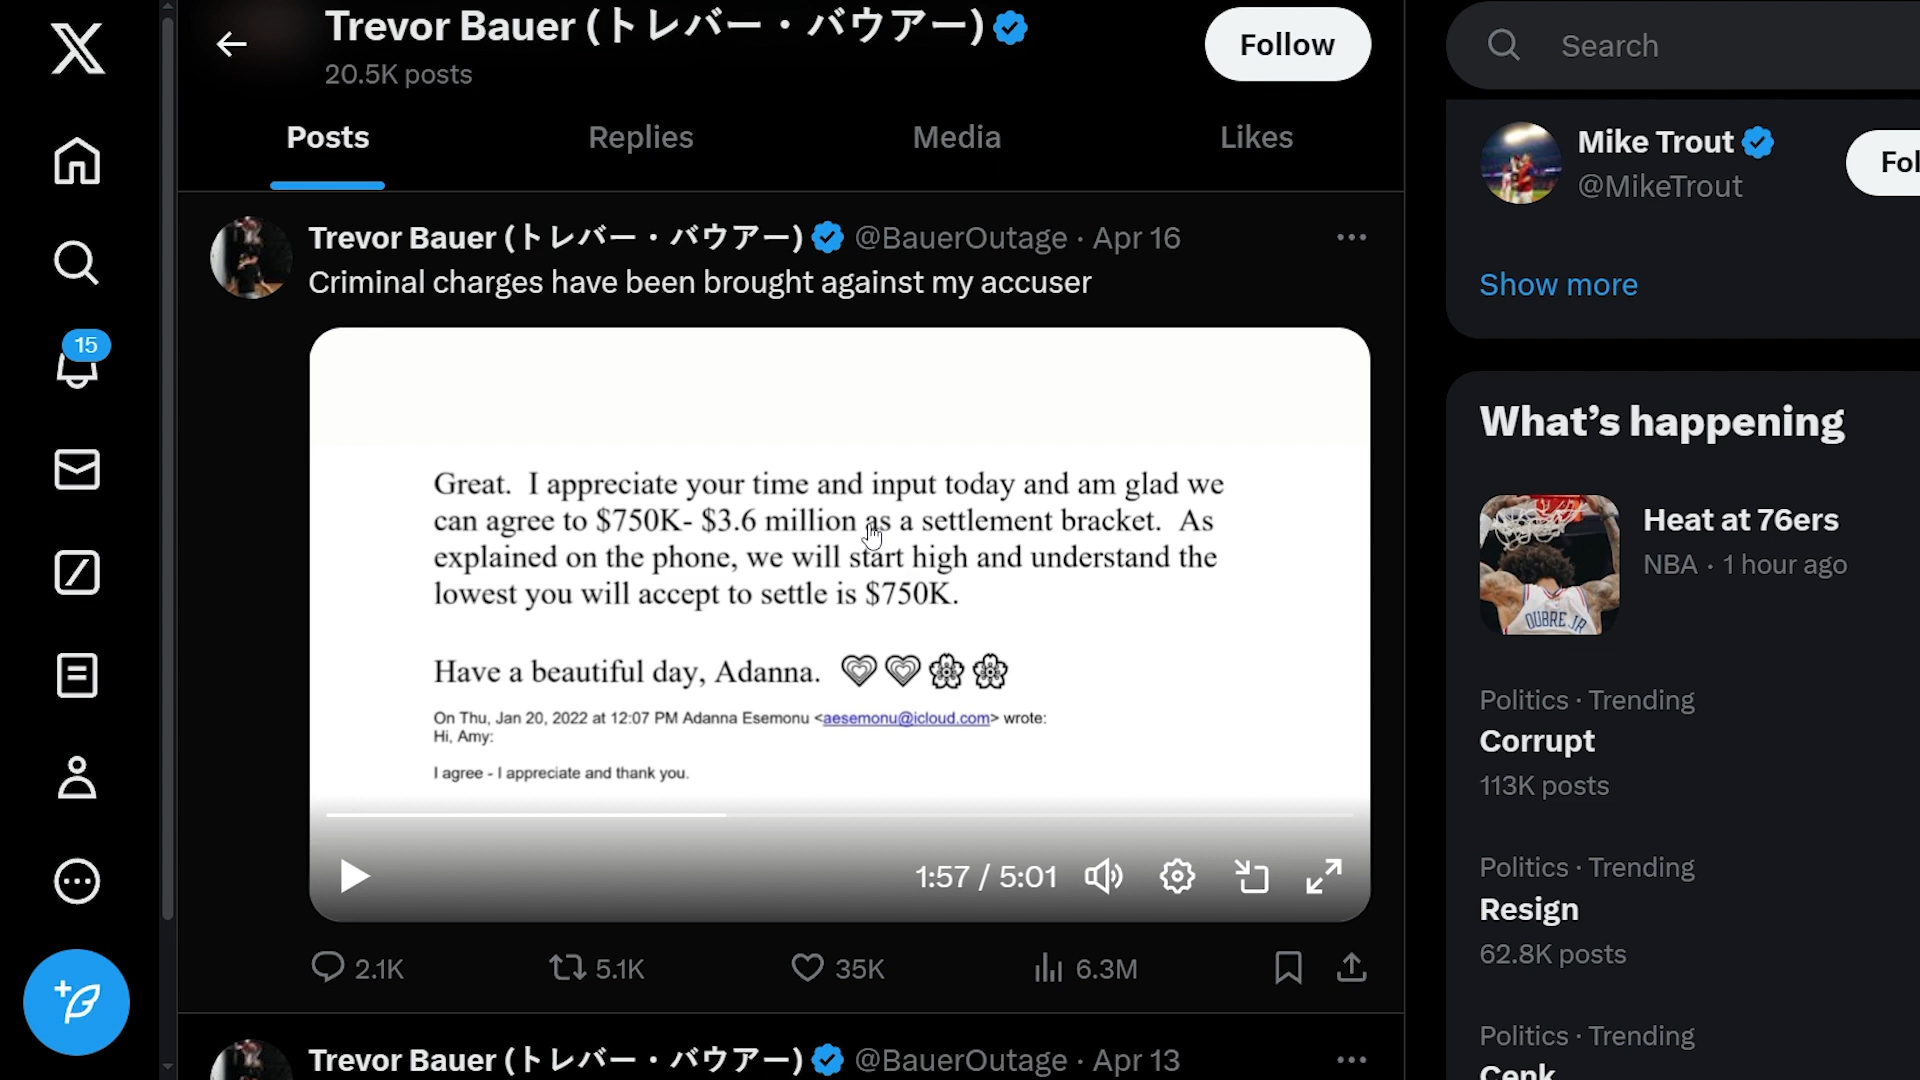 Trevor Bauer (トレバー・バウアー)
20.5K posts
Follow
Search
Posts
Replies
Media
Likes
Mike Trout
@MikeTrout
Fol
Show more
Trevor Bauer (トレバー・バウアー) @BauerOutage · Apr 16
Criminal charges have been brought against my accuser
15
Great. I appreciate your time and input today and am glad we
can agree to $750K- $3.6 million as a settlement bracket. As
explained on the phone, we will start high and understand the
lowest you will accept to settle is $750K.
Have a beautiful day, Adanna.
On Thu, Jan 20, 2022 at 12:07 PM Adanna Esemonu <aesemonu@icloud.com> wrote:
Hi, Amy:
I agree - I appreciate and thank you.
1:57 / 5:01
2.1K
5.1K
35K
6.3M
What's happening
Heat at 76ers
NBA · 1 hour ago
OUBRE JR
Politics · Trending
Corrupt
113K posts
Politics · Trending
Resign
62.8K posts
Politics · Trending
Cenk
Trevor Bauer (トレバー・バウアー) @BauerOutage · Apr 13